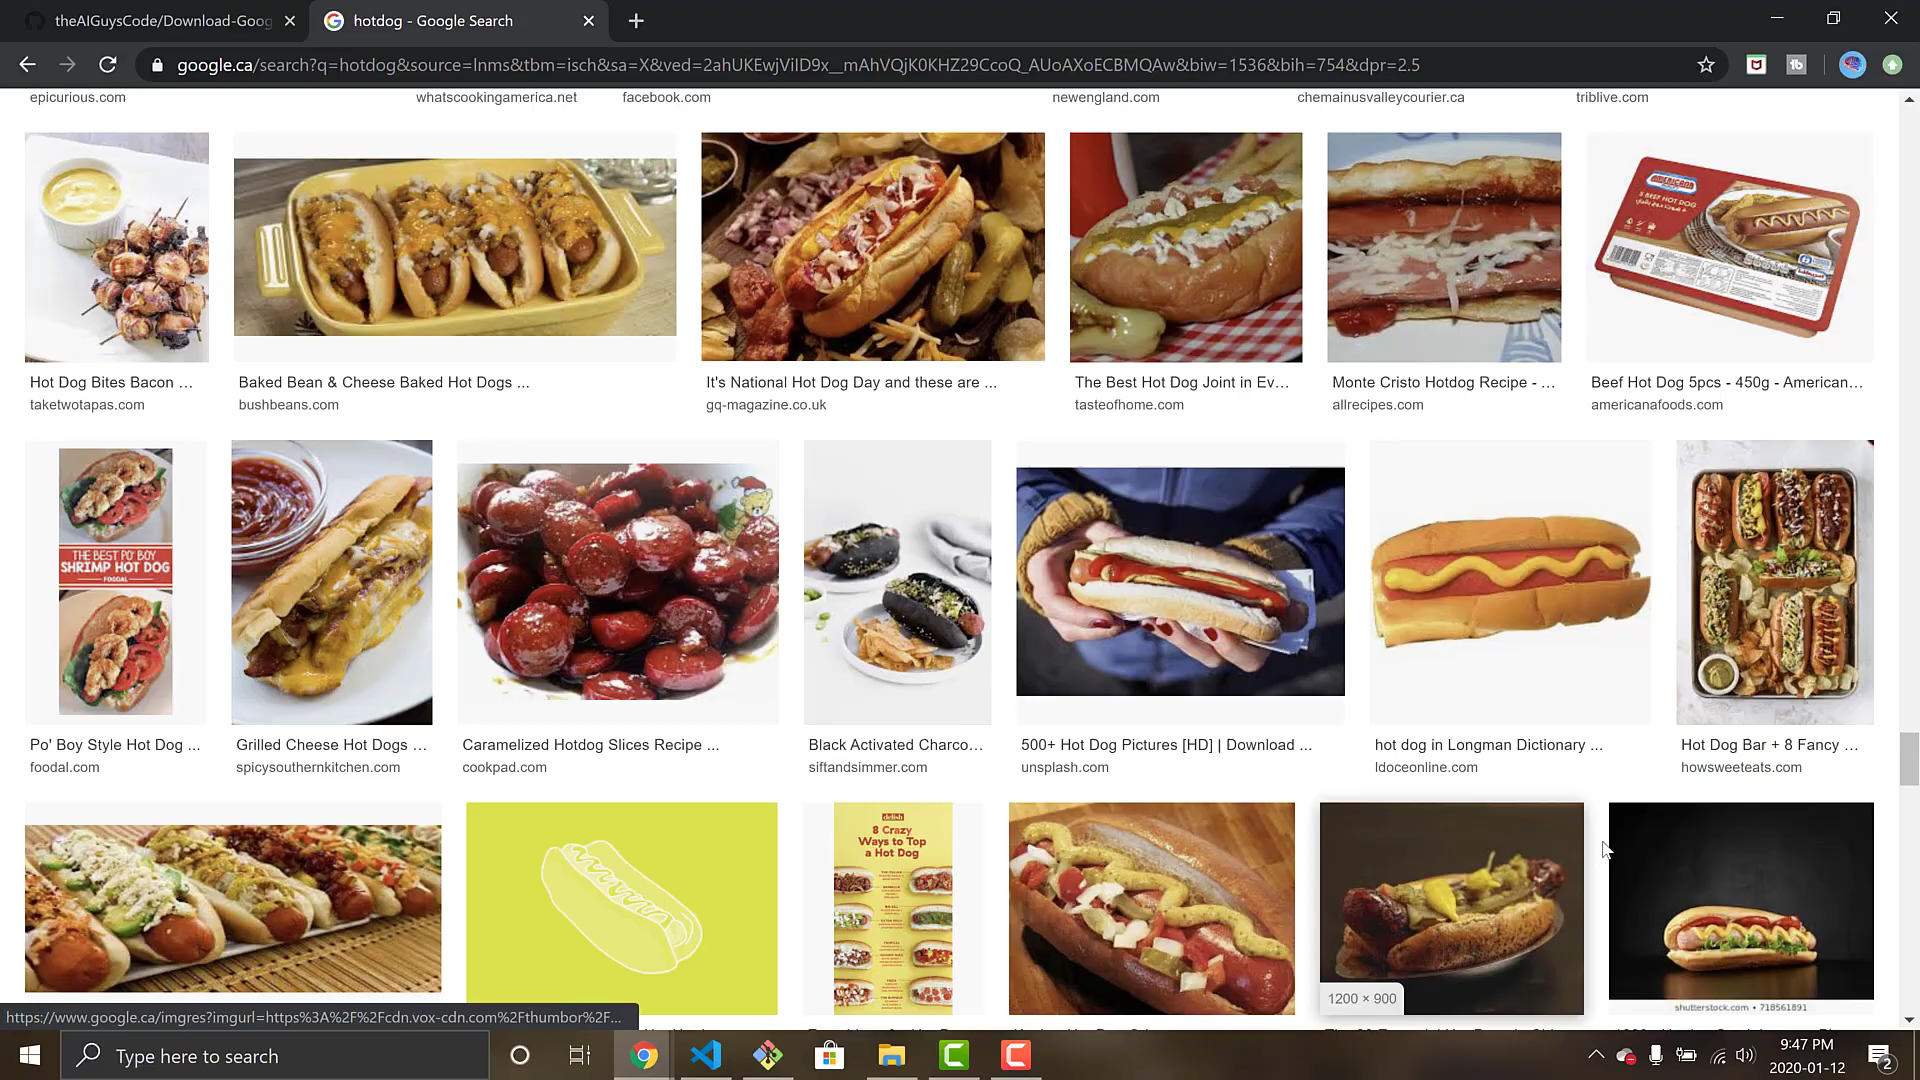 theAIGuysCode/Download-Goog
hotdog - Google Search
google.ca/search?q=hotdog&source=lnms&tbm=isch&sa=X&ved=2ahUKEwjViID9x__mAhVQjK0KHZ29CcoQ_AUoAXoECBMQAw&biw=1536&bih=754&dpr=2.5
epicurious.com
whatscookingamerica.net
facebook.com
newengland.com
chemainusvalleycourier.ca
triblive.com
AMERICANA
5 BEEF HOT DOG
Hot Dog Bites Bacon ...
taketwotapas.com
Baked Bean & Cheese Baked Hot Dogs ...
bushbeans.com
It's National Hot Dog Day and these are ...
gq-magazine.co.uk
The Best Hot Dog Joint in Ev...
tasteofhome.com
Monte Cristo Hotdog Recipe - ...
allrecipes.com
Beef Hot Dog 5pcs - 450g - American...
americanafoods.com
THE BEST PO' BOY
SHRIMP HOT DOG
FOODAL
Po' Boy Style Hot Dog ...
foodal.com
Grilled Cheese Hot Dogs ...
spicysouthernkitchen.com
Caramelized Hotdog Slices Recipe ...
cookpad.com
Black Activated Charco...
siftandsimmer.com
500+ Hot Dog Pictures [HD] | Download ...
unsplash.com
hot dog in Longman Dictionary ...
ldoceonline.com
Hot Dog Bar + 8 Fancy ...
howsweeteats.com
delish
8 Crazy
Ways to Top
a Hot Dog
1200 × 900
shutterstock.com • 718561891
https://www.google.ca/imgres?imgurl=https%3A%2F%2Fcdn.vox-cdn.com%2Fthumbor%2F...
Type here to search
9:47 PM
2020-01-12
2